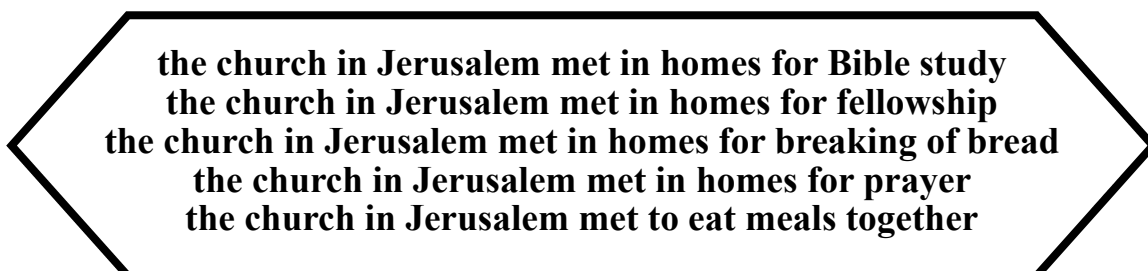 the church in Jerusalem met in homes for Bible study
the church in Jerusalem met in homes for fellowship
the church in Jerusalem met in homes for breaking of bread
the church in Jerusalem met in homes for prayer
the church in Jerusalem met to eat meals together